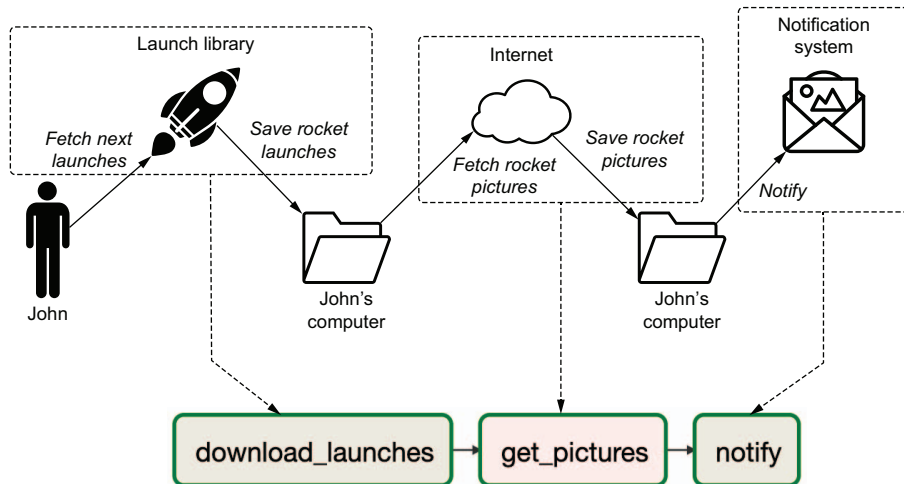 Launch library
Fetch next
launches
Save rocket
launches
John
John's
computer
Internet
Fetch rocket
pictures
Save rocket
pictures
John's
computer
Notification
system
Notify
download_launches
get_pictures
notify